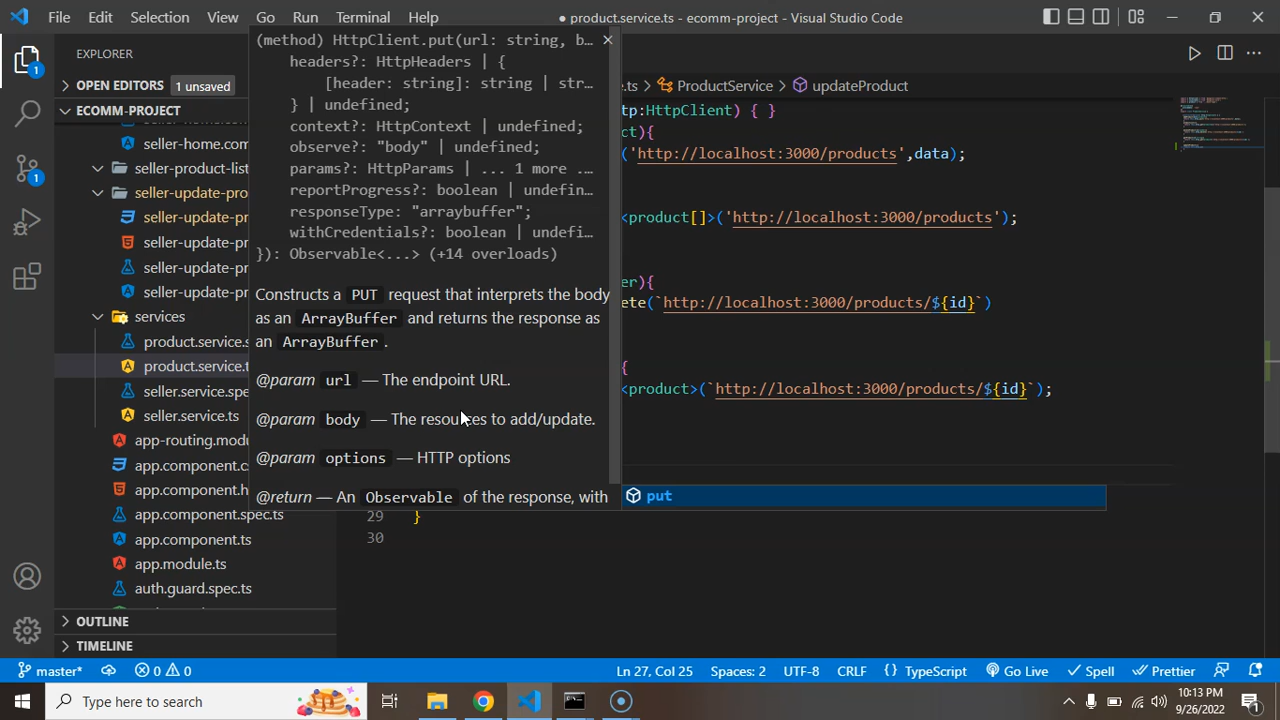 File Edit Selection View Go Run Terminal Help
● product.service.ts - ecomm-project - Visual Studio Code
EXPLORER
OPEN EDITORS 1 unsaved
ECOMM-PROJECT
seller-home.com
seller-product-list
seller-update-pro
seller-update-pr
seller-update-pr
seller-update-pr
seller-update-pr
services
product.service.s
product.service.t
seller.service.spe
seller.service.ts
app-routing.modu
app.component.c
app.component.h
app.component.spec.ts
app.component.ts
app.module.ts
auth.guard.spec.ts
OUTLINE
TIMELINE
(method) HttpClient.put(url: string, b…
headers?: HttpHeaders | {
[header: string]: string | str…
} | undefined;
context?: HttpContext | undefined;
observe?: "body" | undefined;
params?: HttpParams | ... 1 more ...
reportProgress?: boolean | undefin…
responseType: "arraybuffer";
withCredentials?: boolean | undefi…
}): Observable<...> (+14 overloads)
Constructs a PUT request that interprets the body
as an ArrayBuffer and returns the response as
an ArrayBuffer.
@param url — The endpoint URL.
@param body — The resources to add/update.
@param options — HTTP options
@return — An Observable of the response, with
.ts ProductService updateProduct
tp:HttpClient) { }
ct){
('http://localhost:3000/products',data);
<product[]>('http://localhost:3000/products');
er){
ete(`http://localhost:3000/products/${id}`)
{
<product>(`http://localhost:3000/products/${id}`);
put
29 }
30
master* 0 0 Ln 27, Col 25 Spaces: 2 UTF-8 CRLF { } TypeScript Go Live Spell Prettier
Type here to search
10:13 PM
9/26/2022